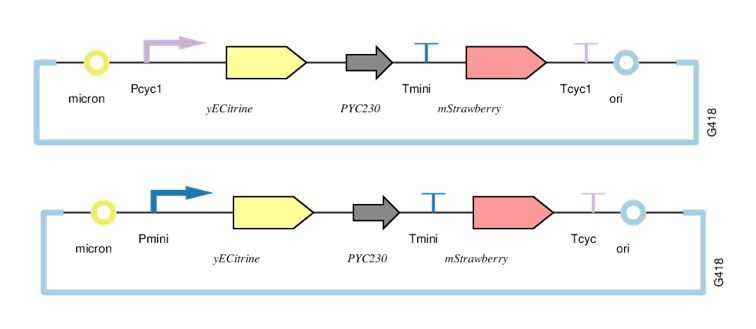 micron
Pcyc1
yECitrine
PYC230
Tmini
mStrawberry
Tcyc1
ori
G418
micron
Pmini
yECitrine
PYC230
Tmini
mStrawberry
Tcyc
ori
G418